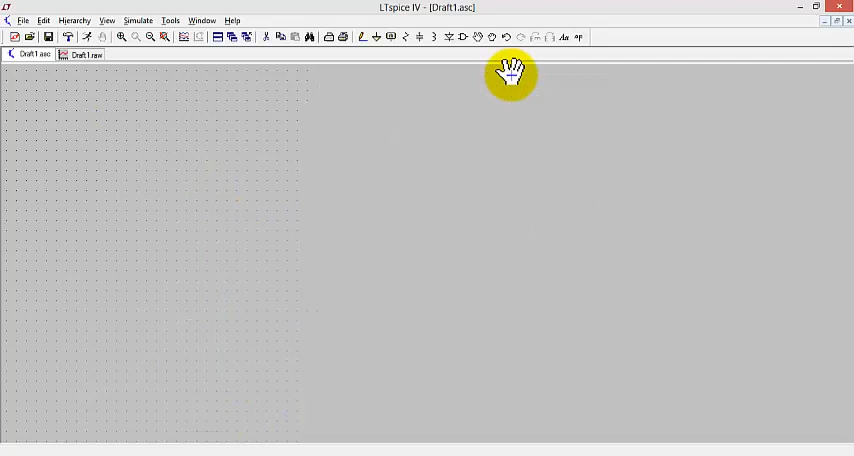 LTspice IV - [Draft1.asc]
File Edit Hierarchy View Simulate Tools Window Help
Aa .op
Draft1.asc Draft1.raw